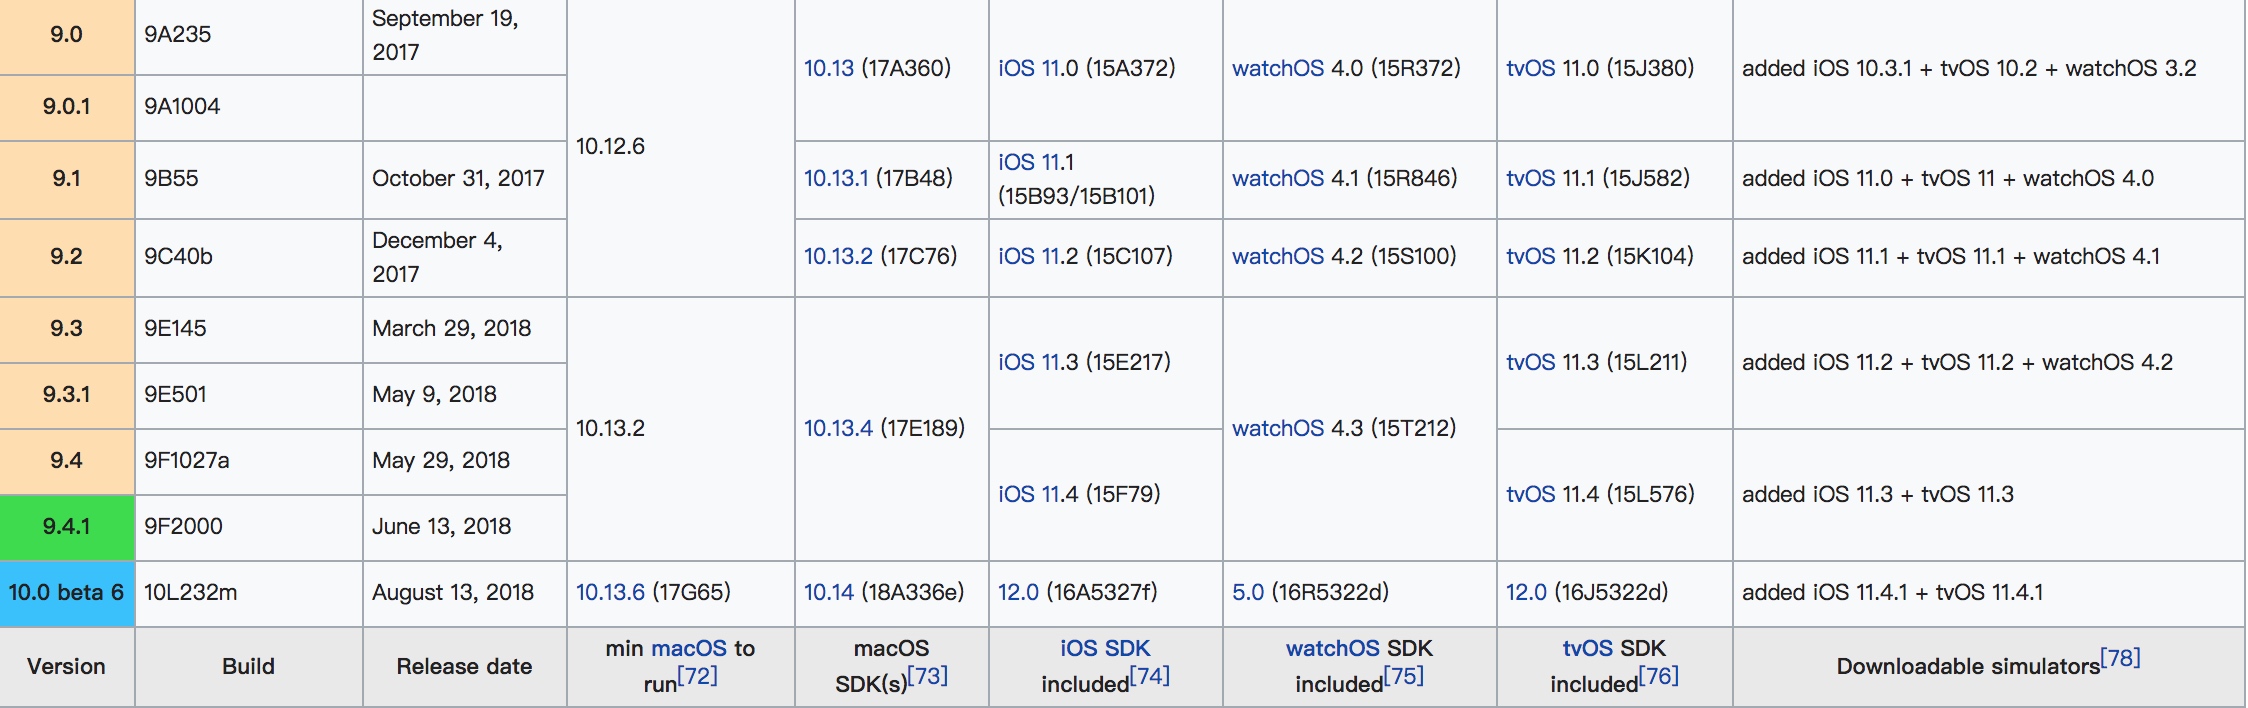 9.0
9A235
September 19,
2017
10.12.6
10.13 (17A360)
iOS 11.0 (15A372)
watchOS 4.0 (15R372)
tvOS 11.0 (15J380)
added iOS 10.3.1 + tvOS 10.2 + watchOS 3.2
9.0.1
9A1004
9.1
9B55
October 31, 2017
10.13.1 (17B48)
iOS 11.1
(15B93/15B101)
watchOS 4.1 (15R846)
tvOS 11.1 (15J582)
added iOS 11.0 + tvOS 11 + watchOS 4.0
9.2
9C40b
December 4,
2017
10.13.2 (17C76)
iOS 11.2 (15C107)
watchOS 4.2 (15S100)
tvOS 11.2 (15K104)
added iOS 11.1 + tvOS 11.1 + watchOS 4.1
9.3
9E145
March 29, 2018
10.13.2
10.13.4 (17E189)
iOS 11.3 (15E217)
watchOS 4.3 (15T212)
tvOS 11.3 (15L211)
added iOS 11.2 + tvOS 11.2 + watchOS 4.2
9.3.1
9E501
May 9, 2018
9.4
9F1027a
May 29, 2018
iOS 11.4 (15F79)
tvOS 11.4 (15L576)
added iOS 11.3 + tvOS 11.3
9.4.1
9F2000
June 13, 2018
10.0 beta 6
10L232m
August 13, 2018
10.13.6 (17G65)
10.14 (18A336e)
12.0 (16A5327f)
5.0 (16R5322d)
12.0 (16J5322d)
added iOS 11.4.1 + tvOS 11.4.1
Version
Build
Release date
min macOS to
run[72]
macOS
SDK(s)[73]
iOS SDK
included[74]
watchOS SDK
included[75]
tvOS SDK
included[76]
Downloadable simulators[78]